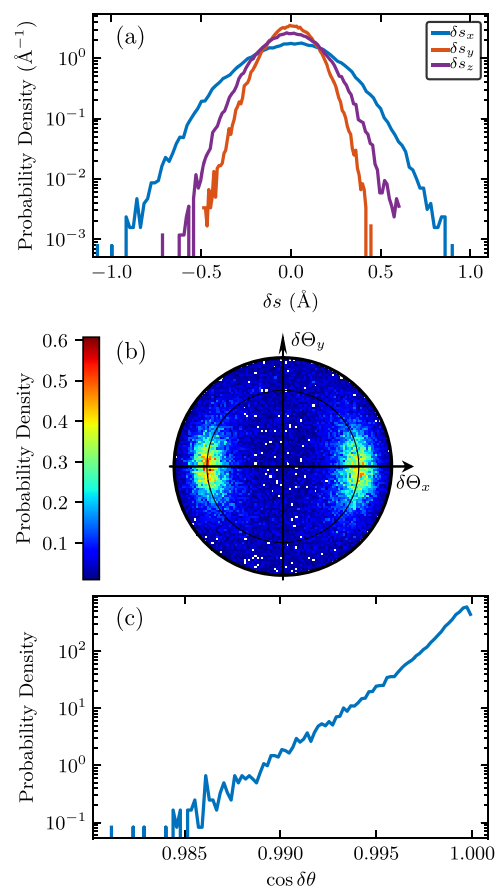 (a)
δs_x
δs_y
δs_z
Probability Density (Å⁻¹)
10⁰
10⁻¹
10⁻²
10⁻³
−1.0 −0.5 0.0 0.5 1.0
δs (Å)
(b)
Probability Density
0.6
0.5
0.4
0.3
0.2
0.1
δΘ_y
δΘ_x
(c)
Probability Density
10²
10¹
10⁰
10⁻¹
0.985 0.990 0.995 1.000
cos δθ